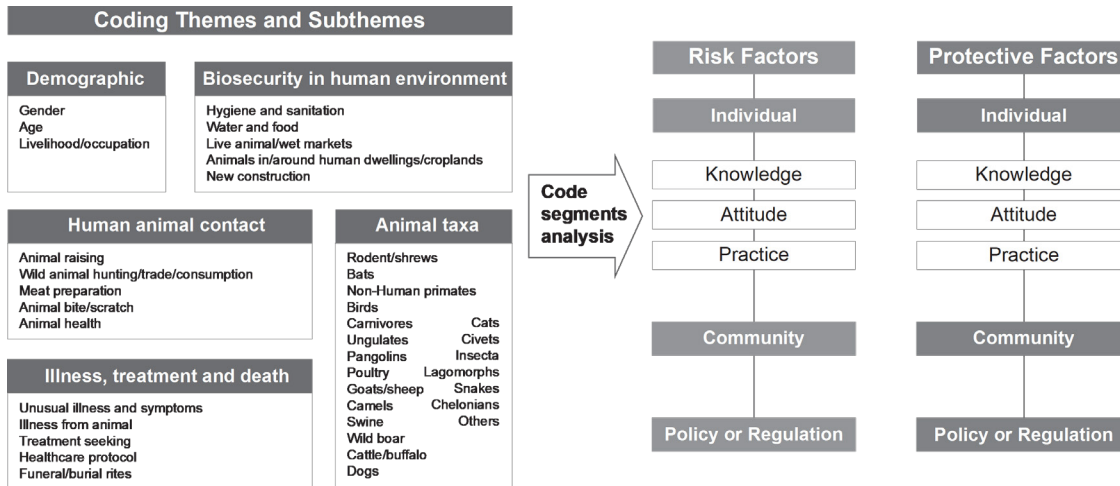 Coding Themes and Subthemes
Demographic
Gender
Age
Livelihood/occupation
Biosecurity in human environment
Hygiene and sanitation
Water and food
Live animal/wet markets
Animals in/around human dwellings/croplands
New construction
Human animal contact
Animal raising
Wild animal hunting/trade/consumption
Meat preparation
Animal bite/scratch
Animal health
Illness, treatment and death
Unusual illness and symptoms
Illness from animal
Treatment seeking
Healthcare protocol
Funeral/burial rites
Animal taxa
Rodent/shrews
Bats
Non-Human primates
Birds
Carnivores Cats
Ungulates Civets
Pangolins Insecta
Poultry Lagomorphs
Goats/sheep Snakes
Camels Chelonians
Swine Others
Wild boar
Cattle/buffalo
Dogs
Code
segments
analysis
Risk Factors
Individual
Knowledge
Attitude
Practice
Community
Policy or Regulation
Protective Factors
Individual
Knowledge
Attitude
Practice
Community
Policy or Regulation